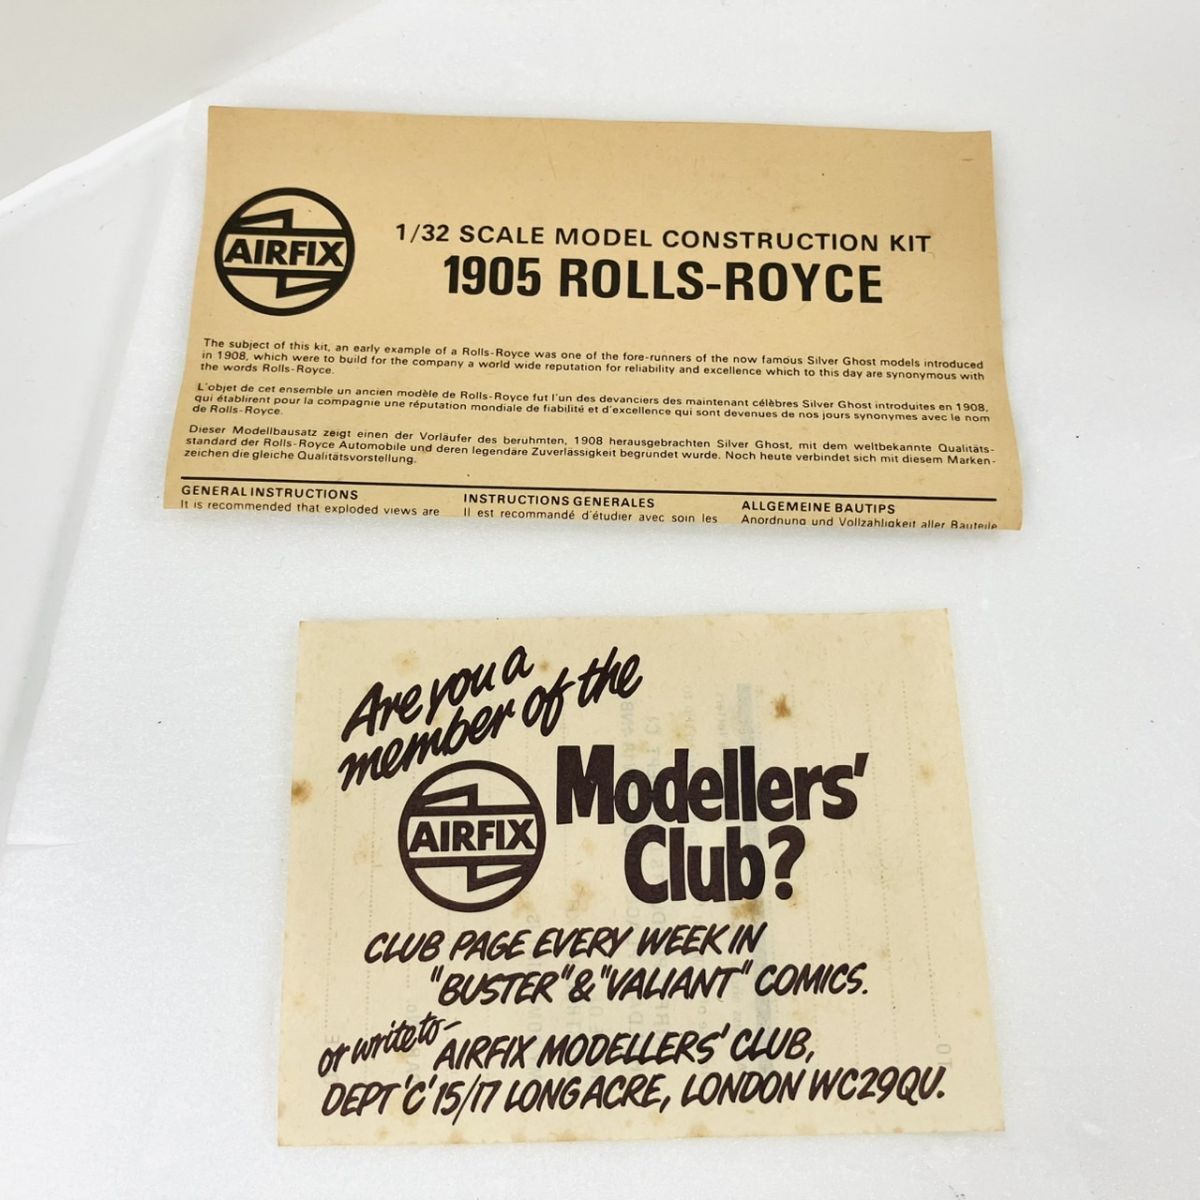 AIRFIX
1/32 SCALE MODEL CONSTRUCTION KIT
1905 ROLLS-ROYCE
The subject of this kit, an early example of a Rolls-Royce was one of the fore-runners of the now famous Silver Ghost models introduced
in 1908, which were to build for the company a world wide reputation for reliability and excellence which to this day are synonymous with
the words Rolls-Royce.
L'objet de cet ensemble un ancien modèle de Rolls-Royce fut l'un des devanciers des maintenant célèbres Silver Ghost introduites en 1908,
qui établirent pour la compagnie une réputation mondiale de fiabilité et d'excellence qui sont devenues de nos jours synonymes avec le nom
de Rolls-Royce.
Dieser Modellbausatz zeigt einen der Vorläufer des beruhmten, 1908 herausgebrachten Silver Ghost, mit dem weltbekannte Qualitäts-
standard der Rolls-Royce Automobile und deren legendäre Zuverlässigkeit begrundet wurde. Noch heute verbindet sich mit diesem Marken-
zeichen die gleiche Qualitätsvorstellung.
GENERAL INSTRUCTIONS
It is recommended that exploded views are
INSTRUCTIONS GENERALES
Il est recommandé d'étudier avec soin les
ALLGEMEINE BAUTIPS
Anordnung und Vollzahligkeit aller Bauteile
Are you a
member of the
AIRFIX
Modellers'
Club?
CLUB PAGE EVERY WEEK IN
"BUSTER" & "VALIANT" COMICS.
or write to-
AIRFIX MODELLERS' CLUB,
DEPT 'C' 15/17 LONG ACRE, LONDON WC29QU.